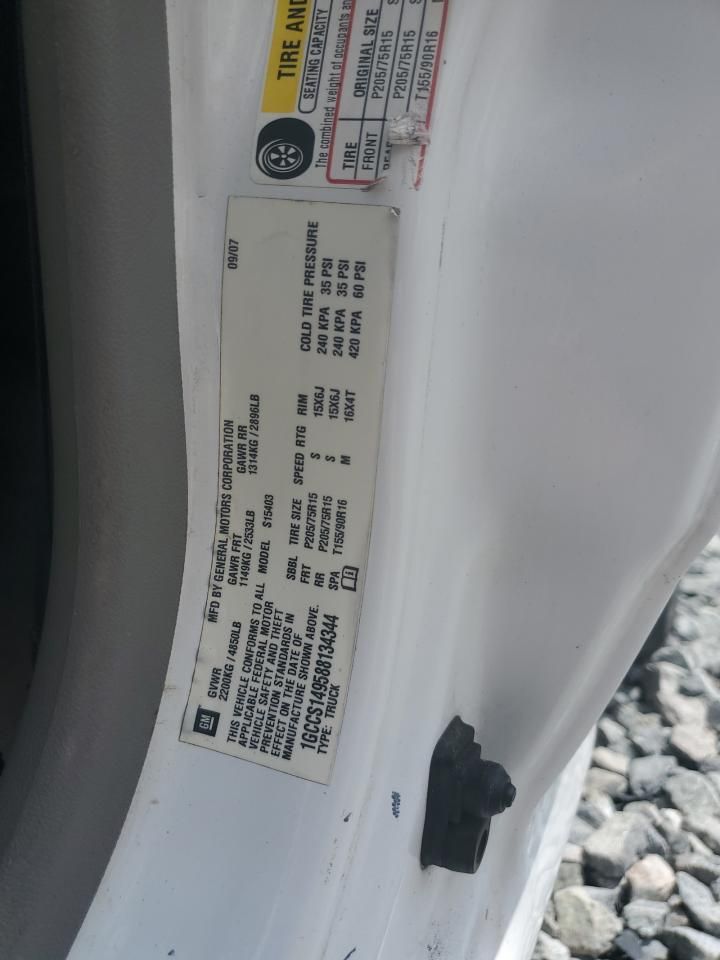 TIRE AND
SEATING CAPACITY
The combined weight of occupants an
TIRE ORIGINAL SIZE
FRONT P205/75R15 S
P205/75R15 S
T155/90R16
GM
MFD BY GENERAL MOTORS CORPORATION 09/07
GVWR GAWR FRT GAWR RR
2200KG/4850LB 1149KG/2533LB 1314KG/2896LB
THIS VEHICLE CONFORMS TO ALL MODEL S15403
APPLICABLE FEDERAL MOTOR
VEHICLE SAFETY AND THEFT
PREVENTION STANDARDS IN
EFFECT ON THE DATE OF
MANUFACTURE SHOWN ABOVE.
1GCCS149588134344
TYPE: TRUCK
SBBL TIRE SIZE SPEED RTG RIM COLD TIRE PRESSURE
FRT P205/75R15 S 15X6J 240 KPA 35 PSI
RR P205/75R15 S 15X6J 240 KPA 35 PSI
SPA T155/90R16 M 16X4T 420 KPA 60 PSI